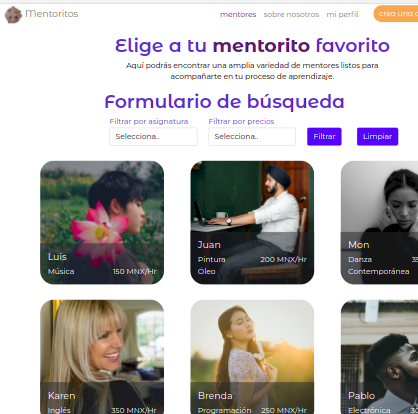 Mentoritos
mentores sobre nosotros mi perfil crea una
Elige a tu mentorito favorito
Aquí podrás encontrar una amplia variedad de mentores listos para
acompañarte en tu proceso de aprendizaje.
Formulario de búsqueda
Filtrar por asignatura Filtrar por precios
Selecciona.. Selecciona.. Filtrar Limpiar
Luis
Música 150 MNX/Hr
Juan
Pintura 200 MNX/Hr
Oleo
Mon
Danza
Contemporánea
Karen
Inglés 350 MNX/Hr
Brenda
Programación 250 MNX/Hr
Pablo
Electrónica